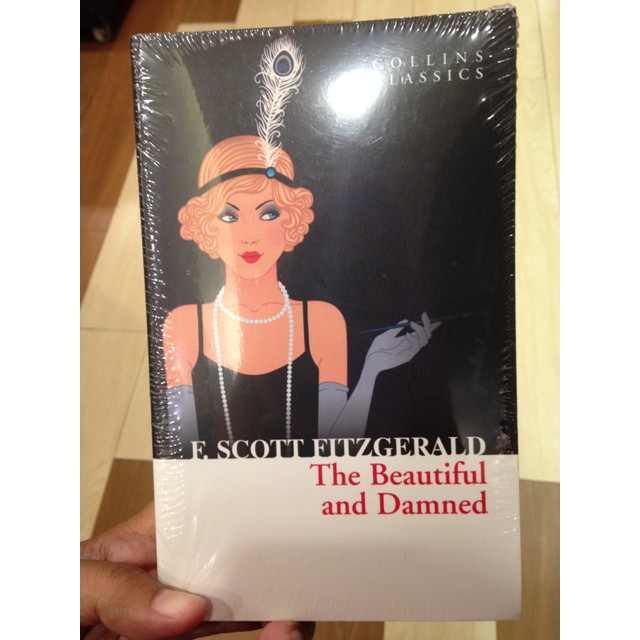 COLLINS
CLASSICS
F. SCOTT FITZGERALD
The Beautiful
and Damned